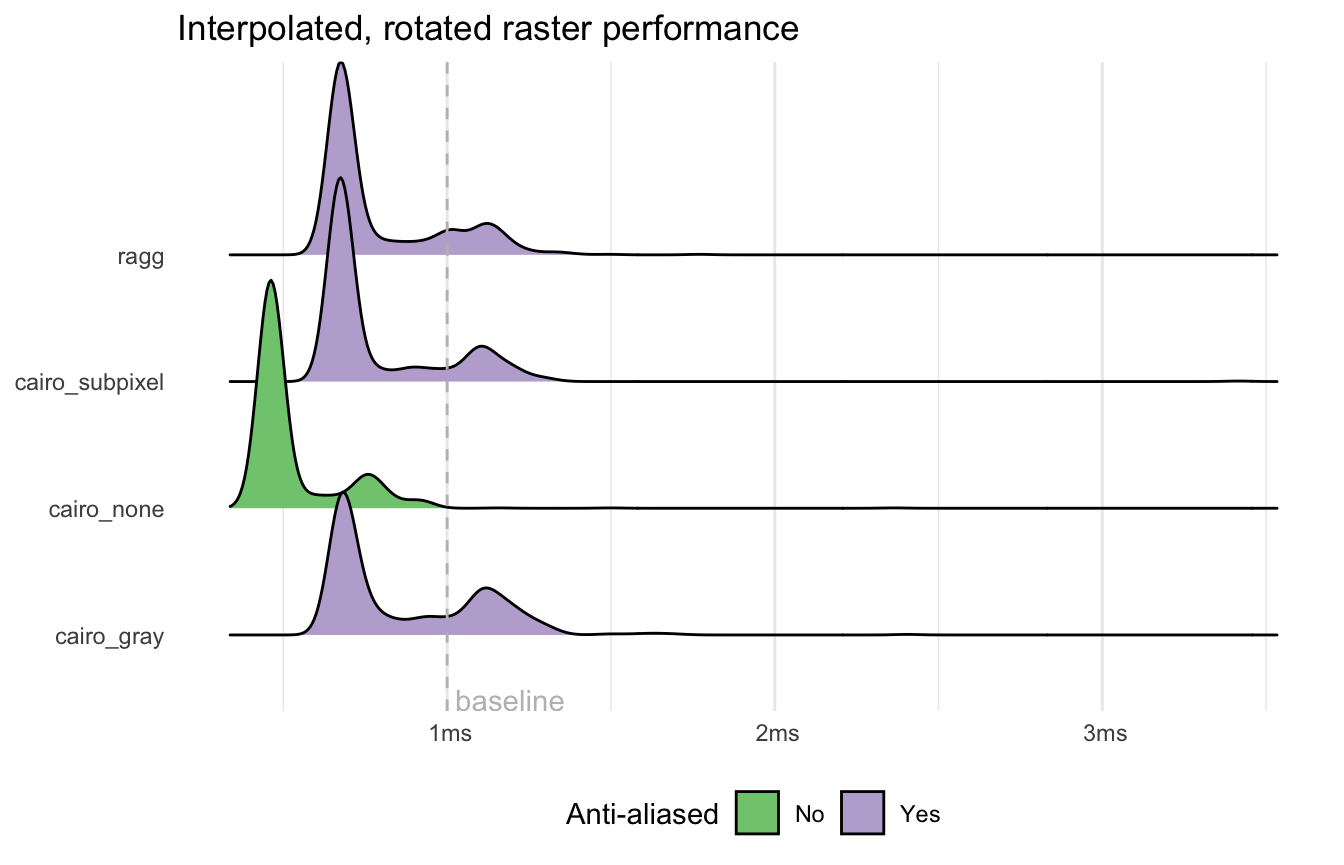 Interpolated, rotated raster performance
ragg
cairo_subpixel
cairo_none
cairo_gray
baseline
1ms 2ms 3ms
Anti-aliased No Yes